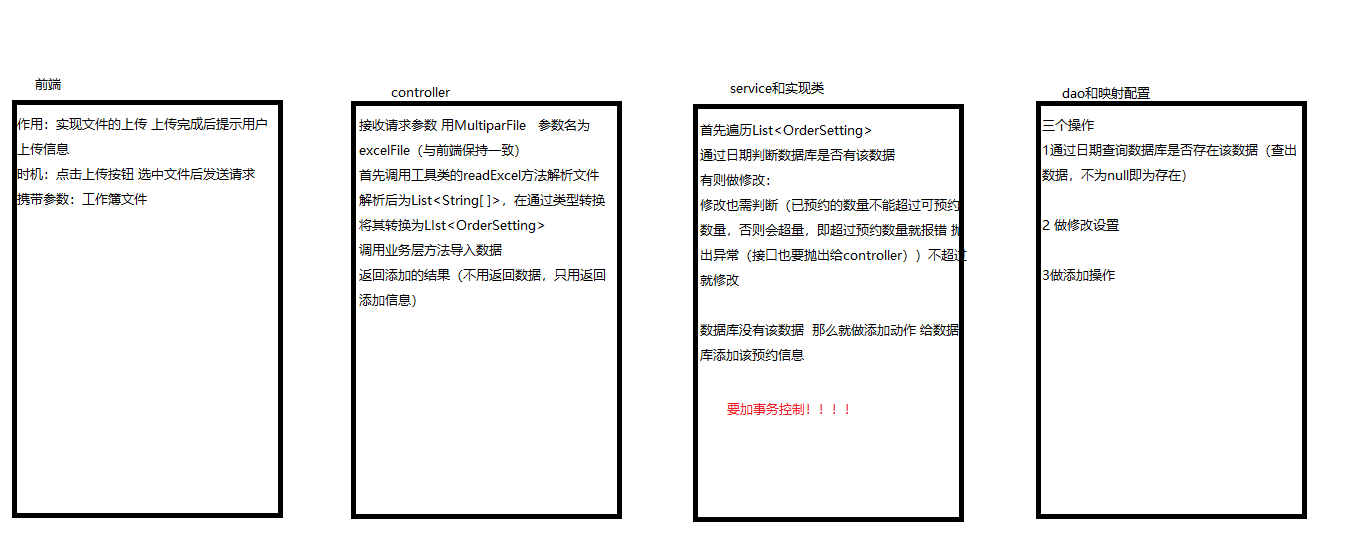 前端
作用：实现文件的上传 上传完成后提示用户
上传信息
时机：点击上传按钮 选中文件后发送请求
携带参数：工作簿文件
controller
接收请求参数 用MultiparFile 参数名为
excelFile（与前端保持一致）
首先调用工具类的readExcel方法解析文件
解析后为List<String[ ]>，在通过类型转换
将其转换为LIst<OrderSetting>
调用业务层方法导入数据
返回添加的结果（不用返回数据，只用返回
添加信息）
service和实现类
首先遍历List<OrderSetting>
通过日期判断数据库是否有该数据
有则做修改：
修改也需判断（已预约的数量不能超过可预约
数量，否则会超量，即超过预约数量就报错 抛
出异常（接口也要抛出给controller））不超过
就修改
数据库没有该数据 那么就做添加动作 给数据
库添加该预约信息
要加事务控制！！！！
dao和映射配置
三个操作
1通过日期查询数据库是否存在该数据（查出
数据，不为null即为存在）
2 做修改设置
3做添加操作